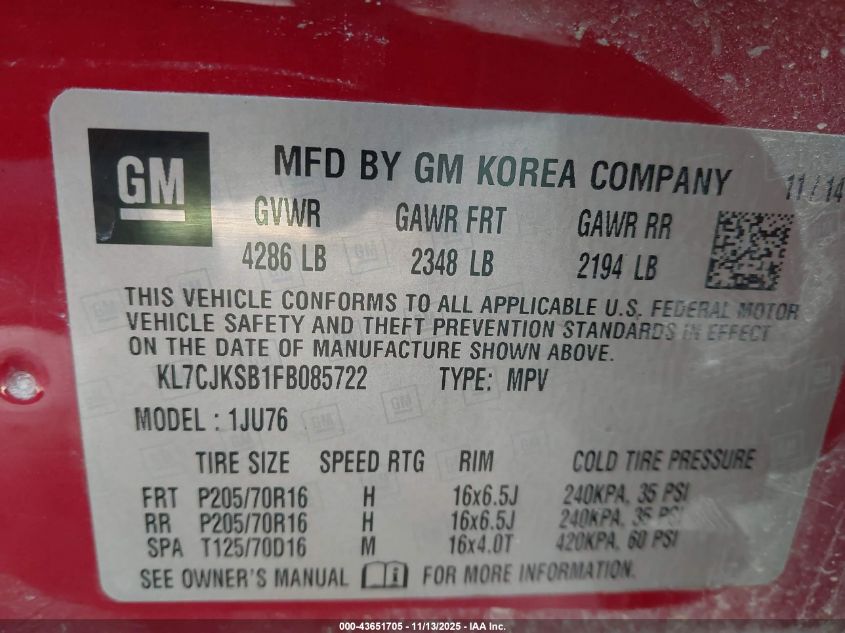 GM
MFD BY GM KOREA COMPANY 11/14
GVWR GAWR FRT GAWR RR
4286 LB 2348 LB 2194 LB
THIS VEHICLE CONFORMS TO ALL APPLICABLE U.S. FEDERAL MOTOR
VEHICLE SAFETY AND THEFT PREVENTION STANDARDS IN EFFECT
ON THE DATE OF MANUFACTURE SHOWN ABOVE.
KL7CJKSB1FB085722 TYPE: MPV
MODEL : 1JU76
TIRE SIZE SPEED RTG RIM COLD TIRE PRESSURE
FRT P205/70R16 H 16x6.5J 240KPA, 35 PSI
RR P205/70R16 H 16x6.5J 240KPA, 35 PSI
SPA T125/70D16 M 16x4.0T 420KPA, 60 PSI
SEE OWNER'S MANUAL i FOR MORE INFORMATION.
000-43651705 - 11/13/2025 - IAA Inc.